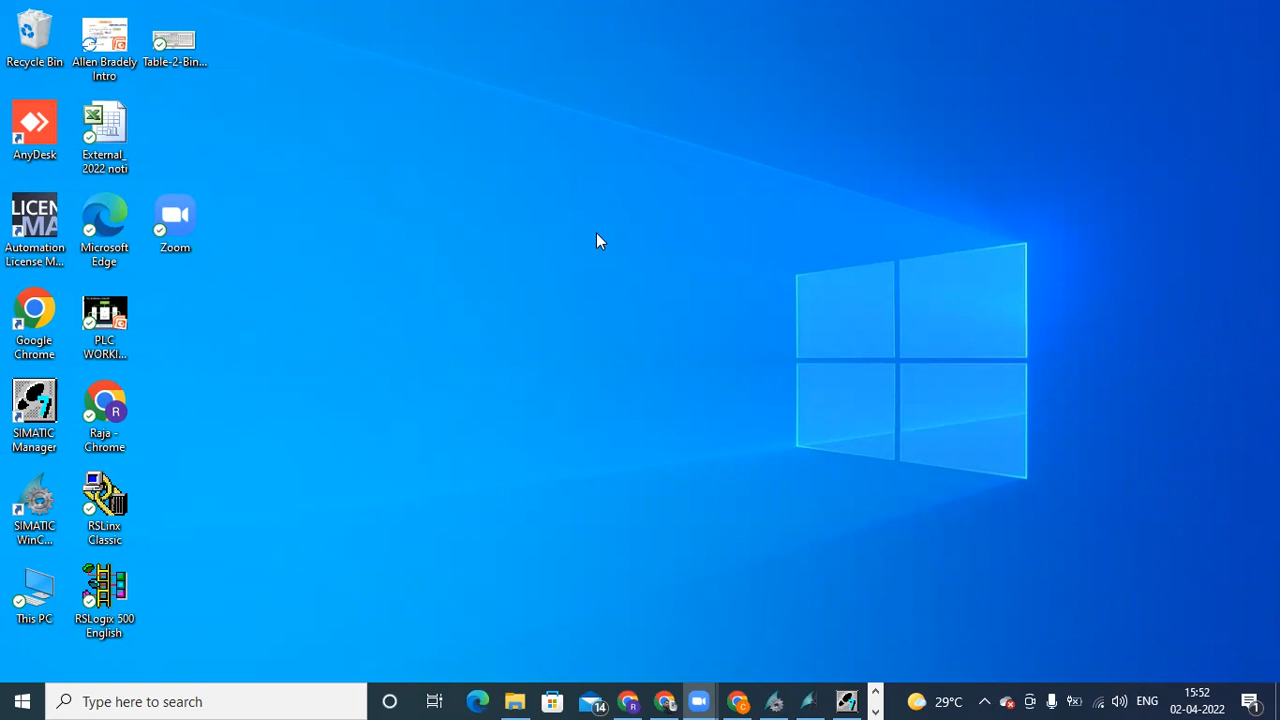 Recycle Bin
Allen Bradely
Intro
Table-2-Bin...
AnyDesk
External_
2022 noti
LICEN
MA
Automation
License M...
Microsoft
Edge
Zoom
Google
Chrome
PLC
WORKI...
SIMATIC
Manager
R
Raja -
Chrome
SIMATIC
WinC...
RSLinx
Classic
This PC
RSLogix 500
English
Type here to search
14
R
C
29°C
ENG
15:52
02-04-2022
1